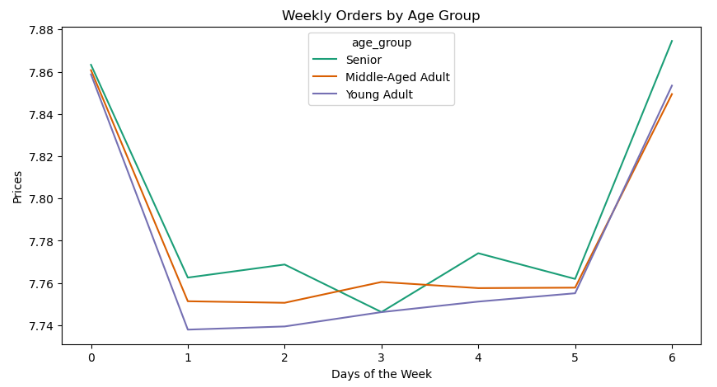 Weekly Orders by Age Group
age_group
Senior
Middle-Aged Adult
Young Adult
Prices
7.88
7.86
7.84
7.82
7.80
7.78
7.76
7.74
0 1 2 3 4 5 6
Days of the Week